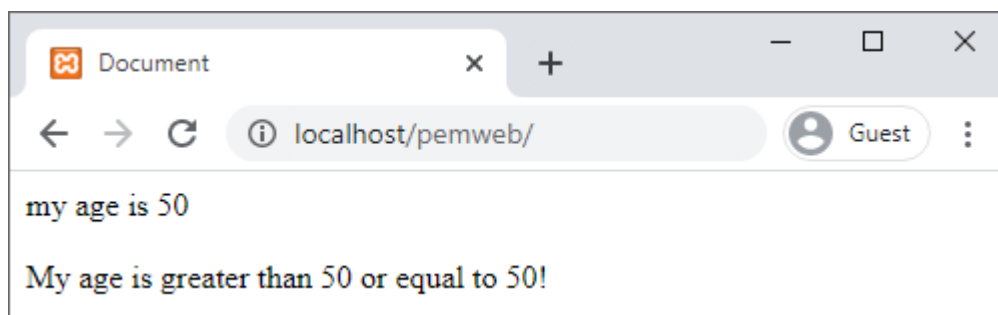 Document
localhost/pemweb/
Guest
my age is 50
My age is greater than 50 or equal to 50!